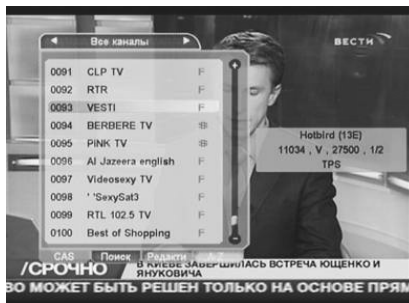 Все каналы
ВЕСТИ
0091 CLP TV F
0092 RTR F
0093 VESTI F
0094 BERBERE TV
0095 PINK TV
0096 Al Jazeera english F
0097 Videosexy TV F
0098 ' 'SexySat3 F
0099 RTL 102.5 TV F
0100 Best of Shopping F
Hotbird (13E)
11034 , V , 27500 , 1/2
TPS
CAS Поиск Редакти A-Z
/СРОЧНО
В КИЕВЕ ЗАВЕРШИЛАСЬ ВСТРЕЧА ЮЩЕНКО И
ЯНУКОВИЧА
ВО МОЖЕТ БЫТЬ РЕШЕН ТОЛЬКО НА ОСНОВЕ ПРЯМ